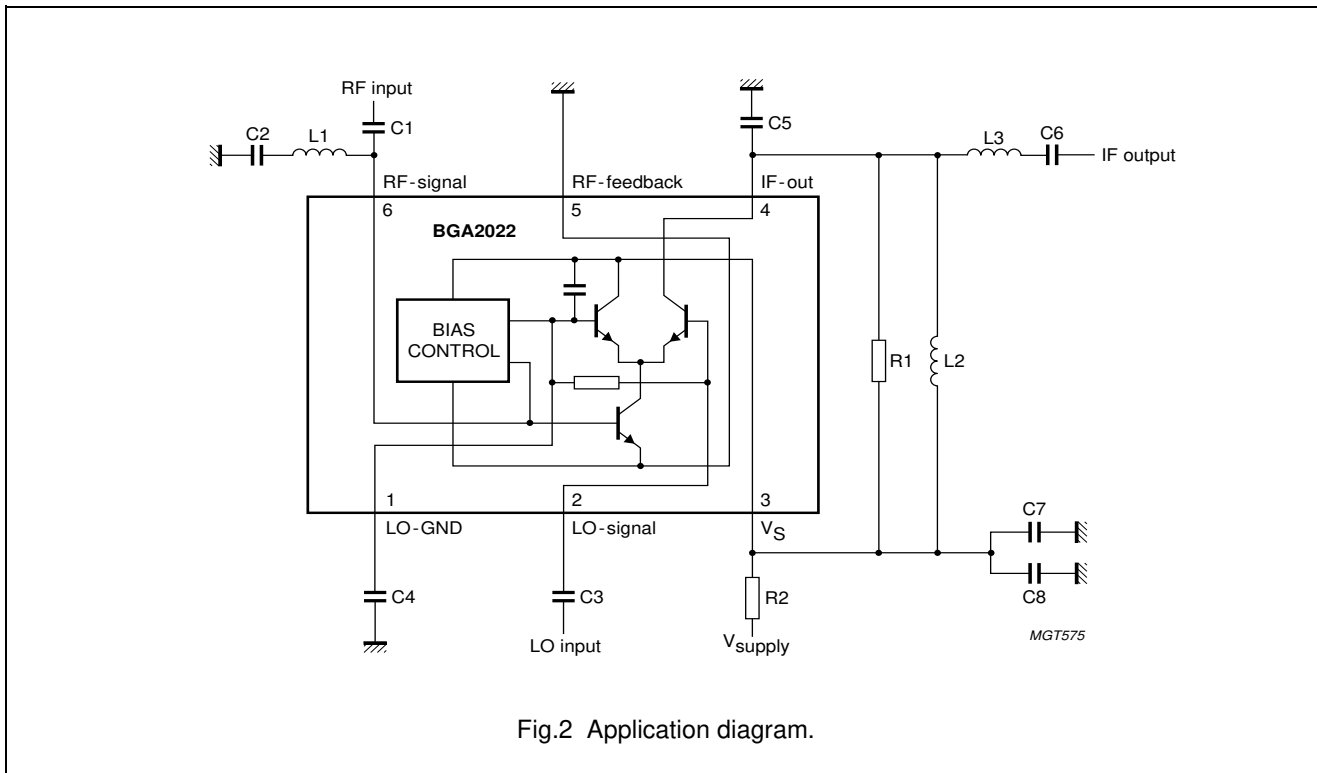 RF input
C1
C2
L1
C5
L3
C6
IF output
RF-signal
RF-feedback
IF-out
6
5
4
BGA2022
BIAS
CONTROL
R1
L2
1
2
3
LO-GND
LO-signal
VS
C7
C8
C4
C3
R2
LO input
Vsupply
MGT575
Fig.2 Application diagram.